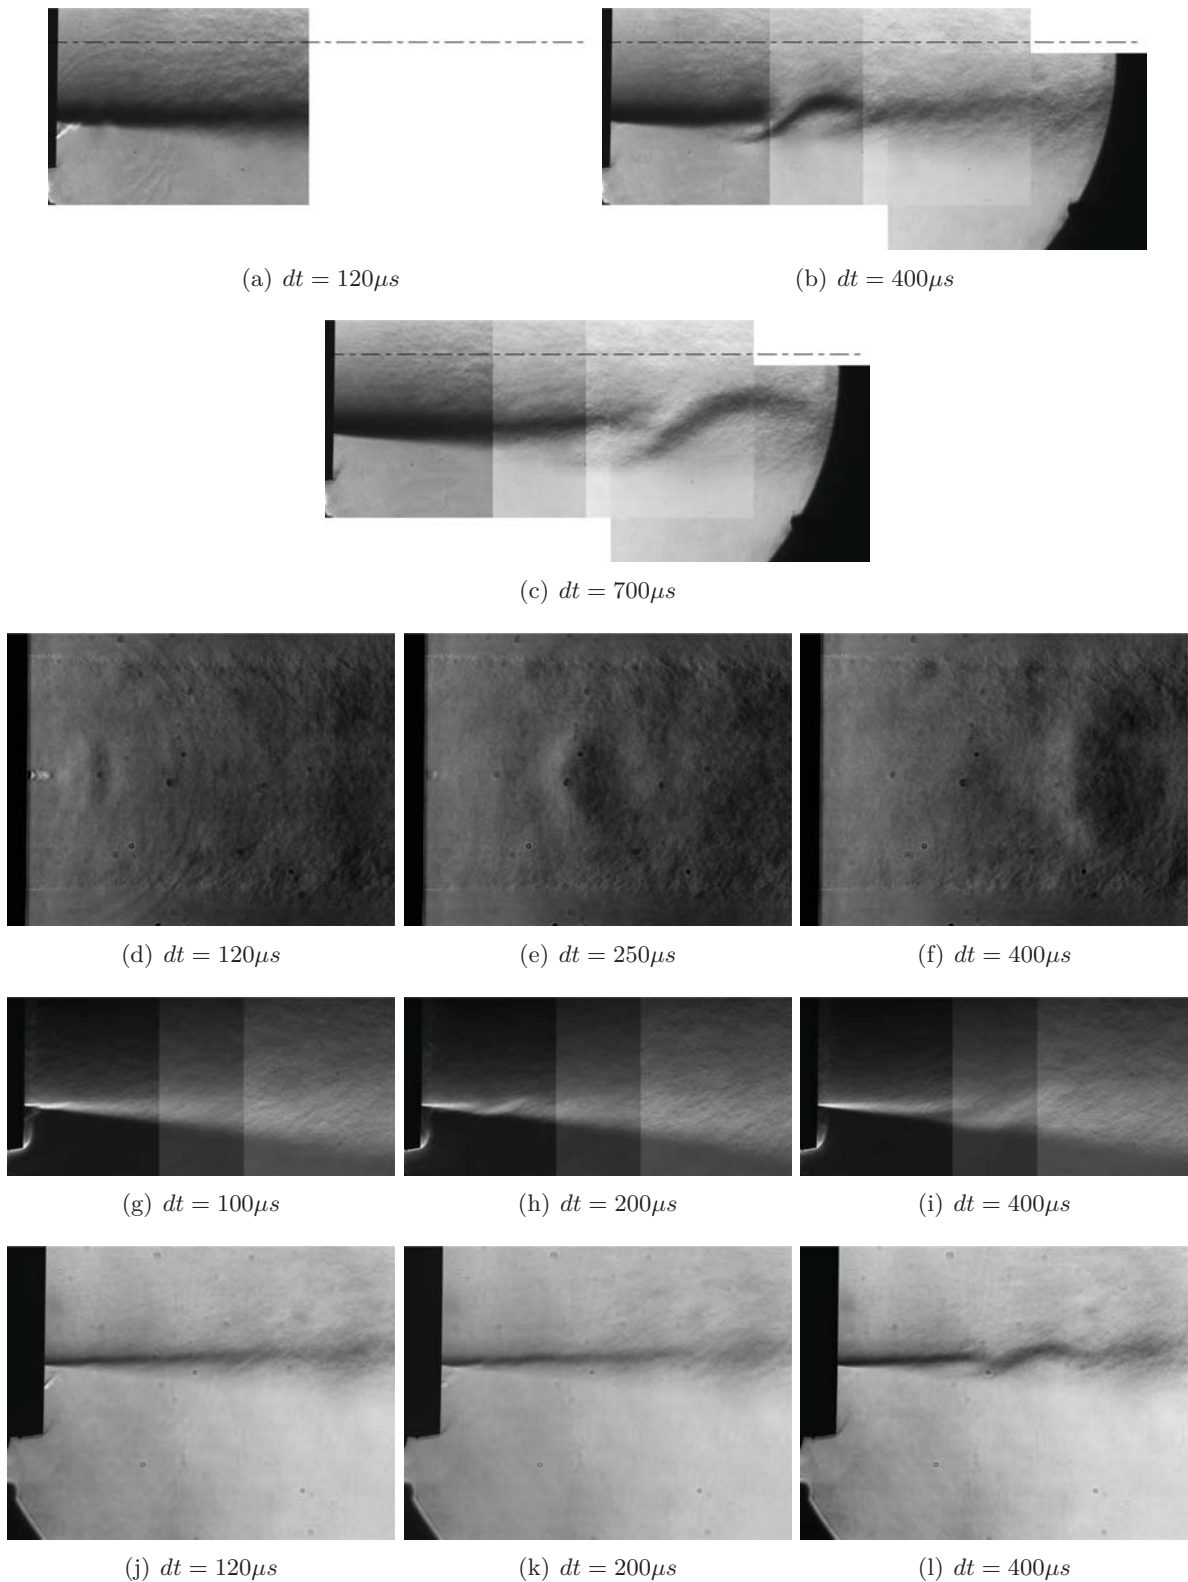 (a) dt = 120μs
(b) dt = 400μs
(c) dt = 700μs
(d) dt = 120μs
(e) dt = 250μs
(f) dt = 400μs
(g) dt = 100μs
(h) dt = 200μs
(i) dt = 400μs
(j) dt = 120μs
(k) dt = 200μs
(l) dt = 400μs